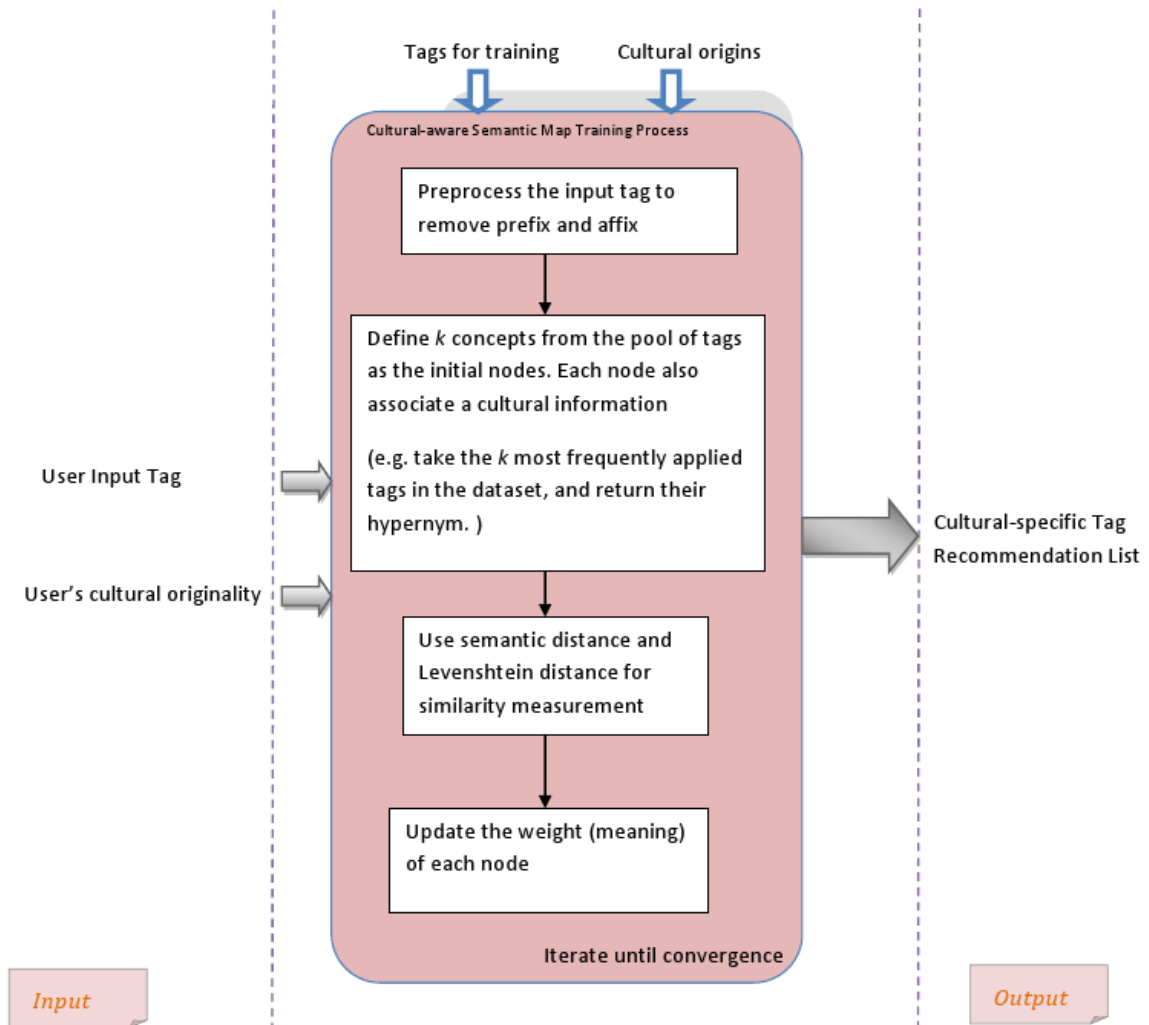 Tags for training
Cultural origins
Cultural-aware Semantic Map Training Process
Preprocess the input tag to
remove prefix and affix
Define k concepts from the pool of tags
as the initial nodes. Each node also
associate a cultural information
(e.g. take the k most frequently applied
tags in the dataset, and return their
hypernym. )
User Input Tag
User’s cultural originality
Cultural-specific Tag
Recommendation List
Use semantic distance and
Levenshtein distance for
similarity measurement
Update the weight (meaning)
of each node
Iterate until convergence
Input
Output